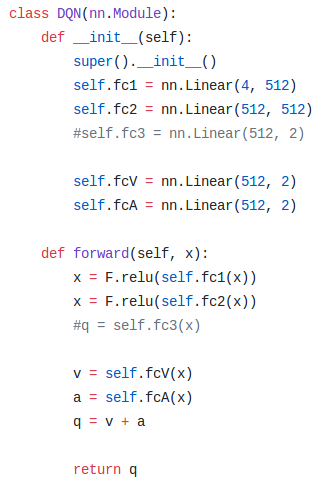 class DQN(nn.Module):
    def __init__(self):
        super().__init__()
        self.fc1 = nn.Linear(4, 512)
        self.fc2 = nn.Linear(512, 512)
        #self.fc3 = nn.Linear(512, 2)

        self.fcV = nn.Linear(512, 2)
        self.fcA = nn.Linear(512, 2)

    def forward(self, x):
        x = F.relu(self.fc1(x))
        x = F.relu(self.fc2(x))
        #q = self.fc3(x)

        v = self.fcV(x)
        a = self.fcA(x)
        q = v + a

        return q